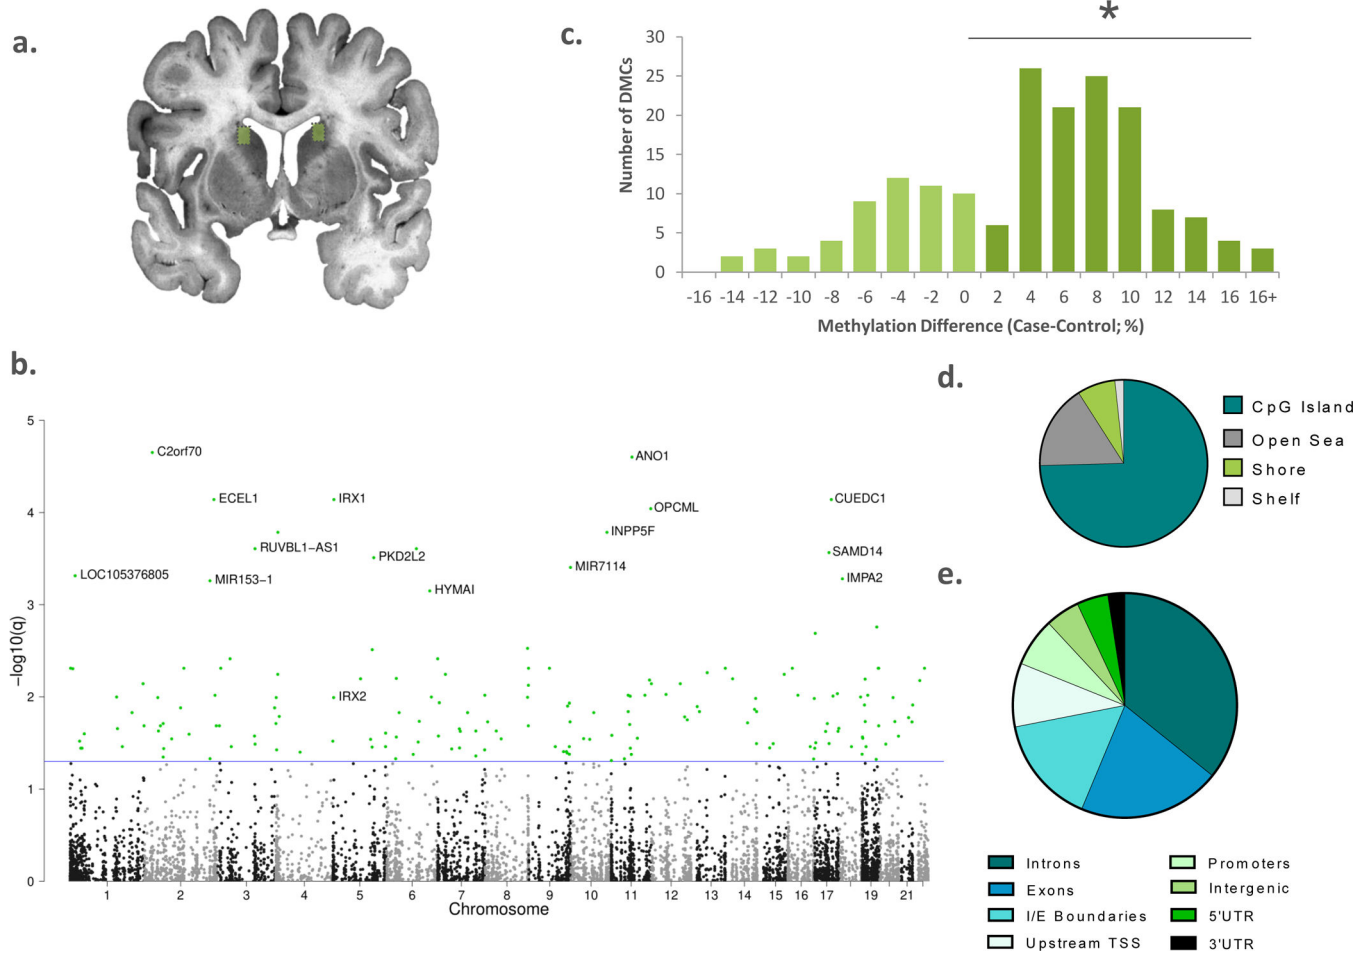 a.
c.
*
Number of DMCs
30
25
20
15
10
5
0
-16 -14 -12 -10 -8 -6 -4 -2 0 2 4 6 8 10 12 14 16 16+
Methylation Difference (Case-Control; %)
b.
−log10(q)
5
4
3
2
1
0
C2orf70
ANO1
ECEL1
IRX1
CUEDC1
OPCML
INPP5F
RUVBL1−AS1
PKD2L2
SAMD14
MIR7114
LOC105376805
MIR153−1
IMPA2
HYMAI
IRX2
1 2 3 4 5 6 7 8 9 10 11 12 13 14 15 16 17 19 21
Chromosome
d.
CpG Island
Open Sea
Shore
Shelf
e.
Introns
Exons
I/E Boundaries
Upstream TSS
Promoters
Intergenic
5'UTR
3'UTR